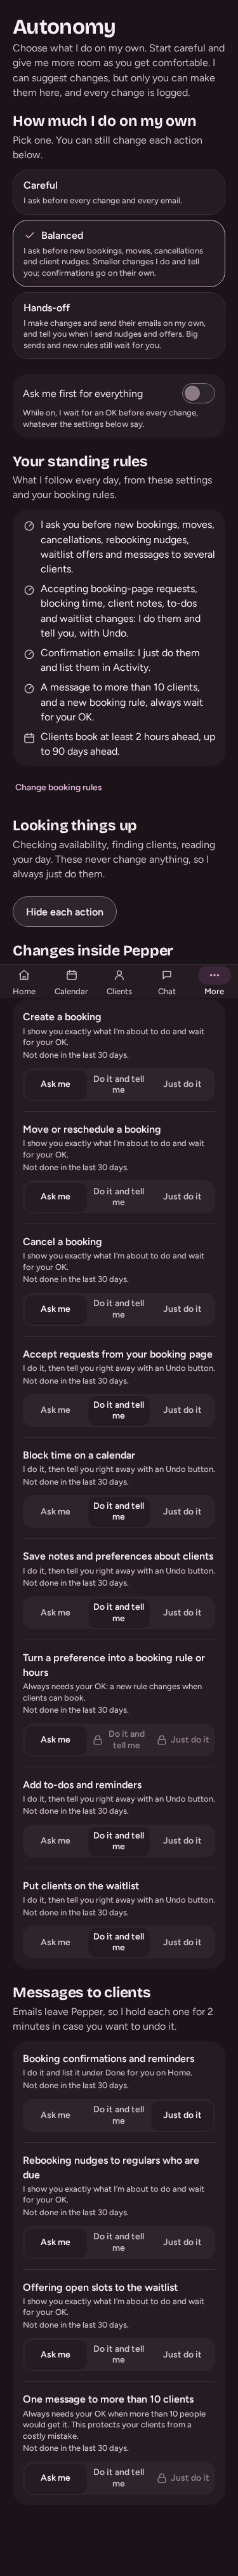 Autonomy
Choose what I do on my own. Start careful and
give me more room as you get comfortable. I
can suggest changes, but only you can make
them here, and every change is logged.
How much I do on my own
Pick one. You can still change each action
below.
Careful
I ask before every change and every email.
Balanced
I ask before new bookings, moves, cancellations
and client nudges. Smaller changes I do and tell
you; confirmations go on their own.
Hands-off
I make changes and send their emails on my own,
and tell you when I send nudges and offers. Big
sends and new rules still wait for you.
Ask me first for everything
While on, I wait for an OK before every change,
whatever the settings below say.
Your standing rules
What I follow every day, from these settings
and your booking rules.
I ask you before new bookings, moves,
cancellations, rebooking nudges,
waitlist offers and messages to several
clients.
Accepting booking-page requests,
blocking time, client notes, to-dos
and waitlist changes: I do them and
tell you, with Undo.
Confirmation emails: I just do them
and list them in Activity.
A message to more than 10 clients,
and a new booking rule, always wait
for your OK.
Clients book at least 2 hours ahead, up
to 90 days ahead.
Change booking rules
Looking things up
Checking availability, finding clients, reading
your day. These never change anything, so I
always just do them.
Hide each action
Changes inside Pepper
Home
Calendar
Clients
Chat
More
Create a booking
I show you exactly what I'm about to do and wait
for your OK.
Not done in the last 30 days.
Ask me
Do it and tell
me
Just do it
Move or reschedule a booking
I show you exactly what I'm about to do and wait
for your OK.
Not done in the last 30 days.
Ask me
Do it and tell
me
Just do it
Cancel a booking
I show you exactly what I'm about to do and wait
for your OK.
Not done in the last 30 days.
Ask me
Do it and tell
me
Just do it
Accept requests from your booking page
I do it, then tell you right away with an Undo button.
Not done in the last 30 days.
Ask me
Do it and tell
me
Just do it
Block time on a calendar
I do it, then tell you right away with an Undo button.
Not done in the last 30 days.
Ask me
Do it and tell
me
Just do it
Save notes and preferences about clients
I do it, then tell you right away with an Undo button.
Not done in the last 30 days.
Ask me
Do it and tell
me
Just do it
Turn a preference into a booking rule or
hours
Always needs your OK: a new rule changes when
clients can book.
Not done in the last 30 days.
Ask me
Do it and
tell me
Just do it
Add to-dos and reminders
I do it, then tell you right away with an Undo button.
Not done in the last 30 days.
Ask me
Do it and tell
me
Just do it
Put clients on the waitlist
I do it, then tell you right away with an Undo button.
Not done in the last 30 days.
Ask me
Do it and tell
me
Just do it
Messages to clients
Emails leave Pepper, so I hold each one for 2
minutes in case you want to undo it.
Booking confirmations and reminders
I do it and list it under Done for you on Home.
Not done in the last 30 days.
Ask me
Do it and tell
me
Just do it
Rebooking nudges to regulars who are
due
I show you exactly what I'm about to do and wait
for your OK.
Not done in the last 30 days.
Ask me
Do it and tell
me
Just do it
Offering open slots to the waitlist
I show you exactly what I'm about to do and wait
for your OK.
Not done in the last 30 days.
Ask me
Do it and tell
me
Just do it
One message to more than 10 clients
Always needs your OK when more than 10 people
would get it. This protects your clients from a
costly mistake.
Not done in the last 30 days.
Ask me
Do it and tell
me
Just do it